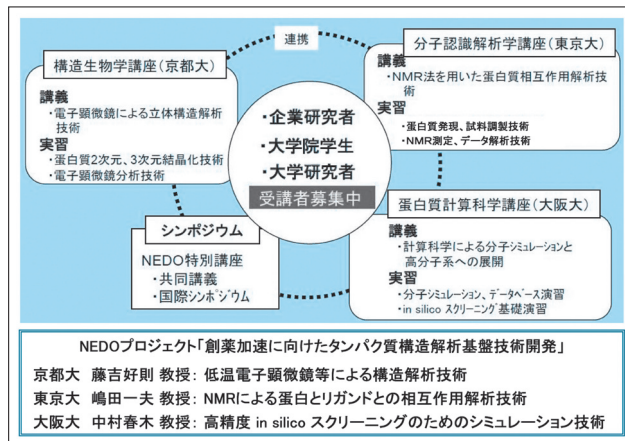 連携
構造生物学講座(京都大)
講義
・電子顕微鏡による立体構造解析
技術
実習
・蛋白質2次元、3次元結晶化技術
・電子顕微鏡分析技術
分子認識解析学講座(東京大)
講義
・NMR法を用いた蛋白質相互作用解析技
術
実習
・蛋白質発現、試料調製技術
・NMR測定、データ解析技術
・企業研究者
・大学院学生
・大学研究者
受講者募集中
シンポジウム
NEDO特別講座
・共同講義
・国際シンポジウム
蛋白質計算科学講座(大阪大)
講義
・計算科学による分子シミュレーションと
高分子系への展開
実習
・分子シミュレーション、データベース演習
・in silico スクリーニング基礎演習
NEDOプロジェクト「創薬加速に向けたタンパク質構造解析基盤技術開発」
京都大 藤吉好則 教授: 低温電子顕微鏡等による構造解析技術
東京大 嶋田一夫 教授: NMRによる蛋白とリガンドとの相互作用解析技術
大阪大 中村春木 教授: 高精度 in silico スクリーニングのためのシミュレーション技術